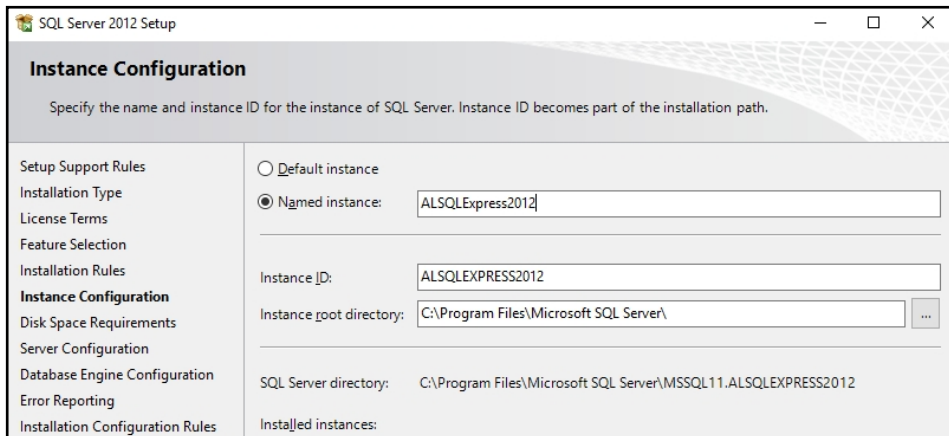 SQL Server 2012 Setup
Instance Configuration
Specify the name and instance ID for the instance of SQL Server. Instance ID becomes part of the installation path.
Setup Support Rules
Installation Type
License Terms
Feature Selection
Installation Rules
Instance Configuration
Disk Space Requirements
Server Configuration
Database Engine Configuration
Error Reporting
Installation Configuration Rules
Default instance
Named instance: ALSQLExpress2012
Instance ID: ALSQLEXPRESS2012
Instance root directory: C:\Program Files\Microsoft SQL Server\ ...
SQL Server directory: C:\Program Files\Microsoft SQL Server\MSSQL11.ALSQLEXPRESS2012
Installed instances: